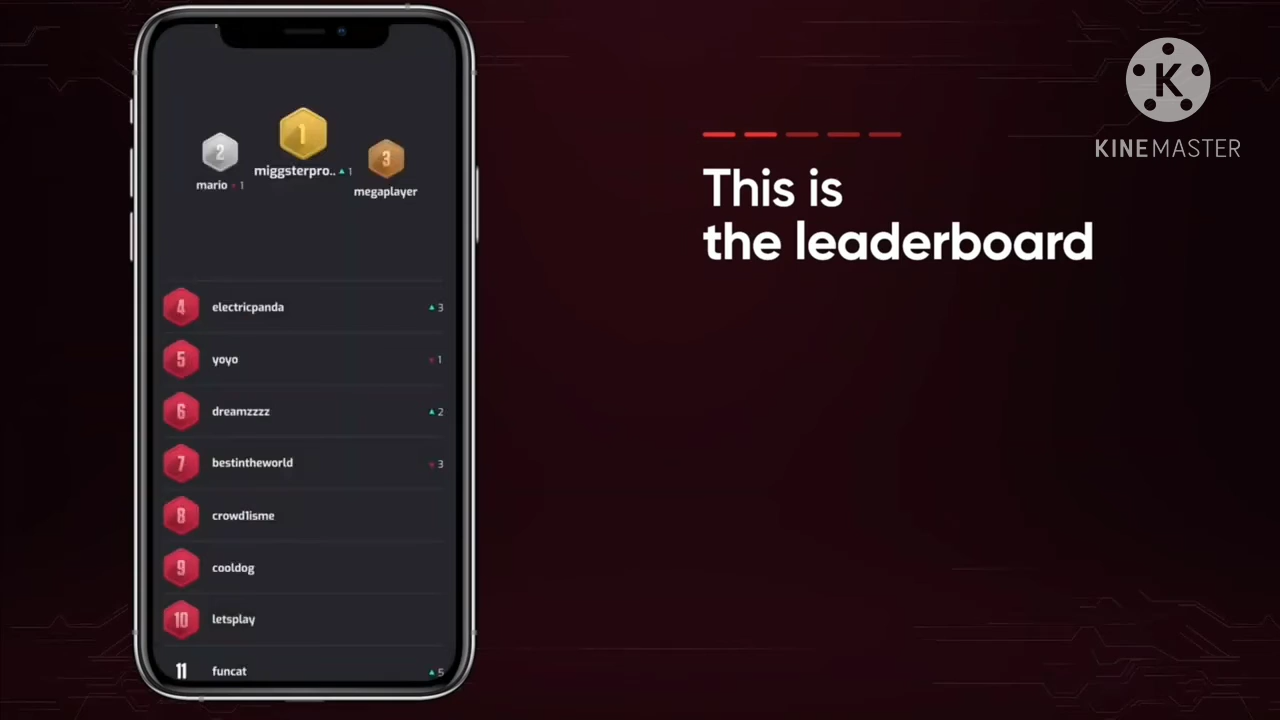 1
2
3
miggsterpro.. ▲ 1
mario ▼ 1
megaplayer
4 electricpanda ▲ 3
5 yoyo ▼ 1
6 dreamzzzz ▲ 2
7 bestintheworld ▼ 3
8 crowd1isme
9 cooldog
10 letsplay
11 funcat ▲ 5
This is
the leaderboard
K
KINEMASTER